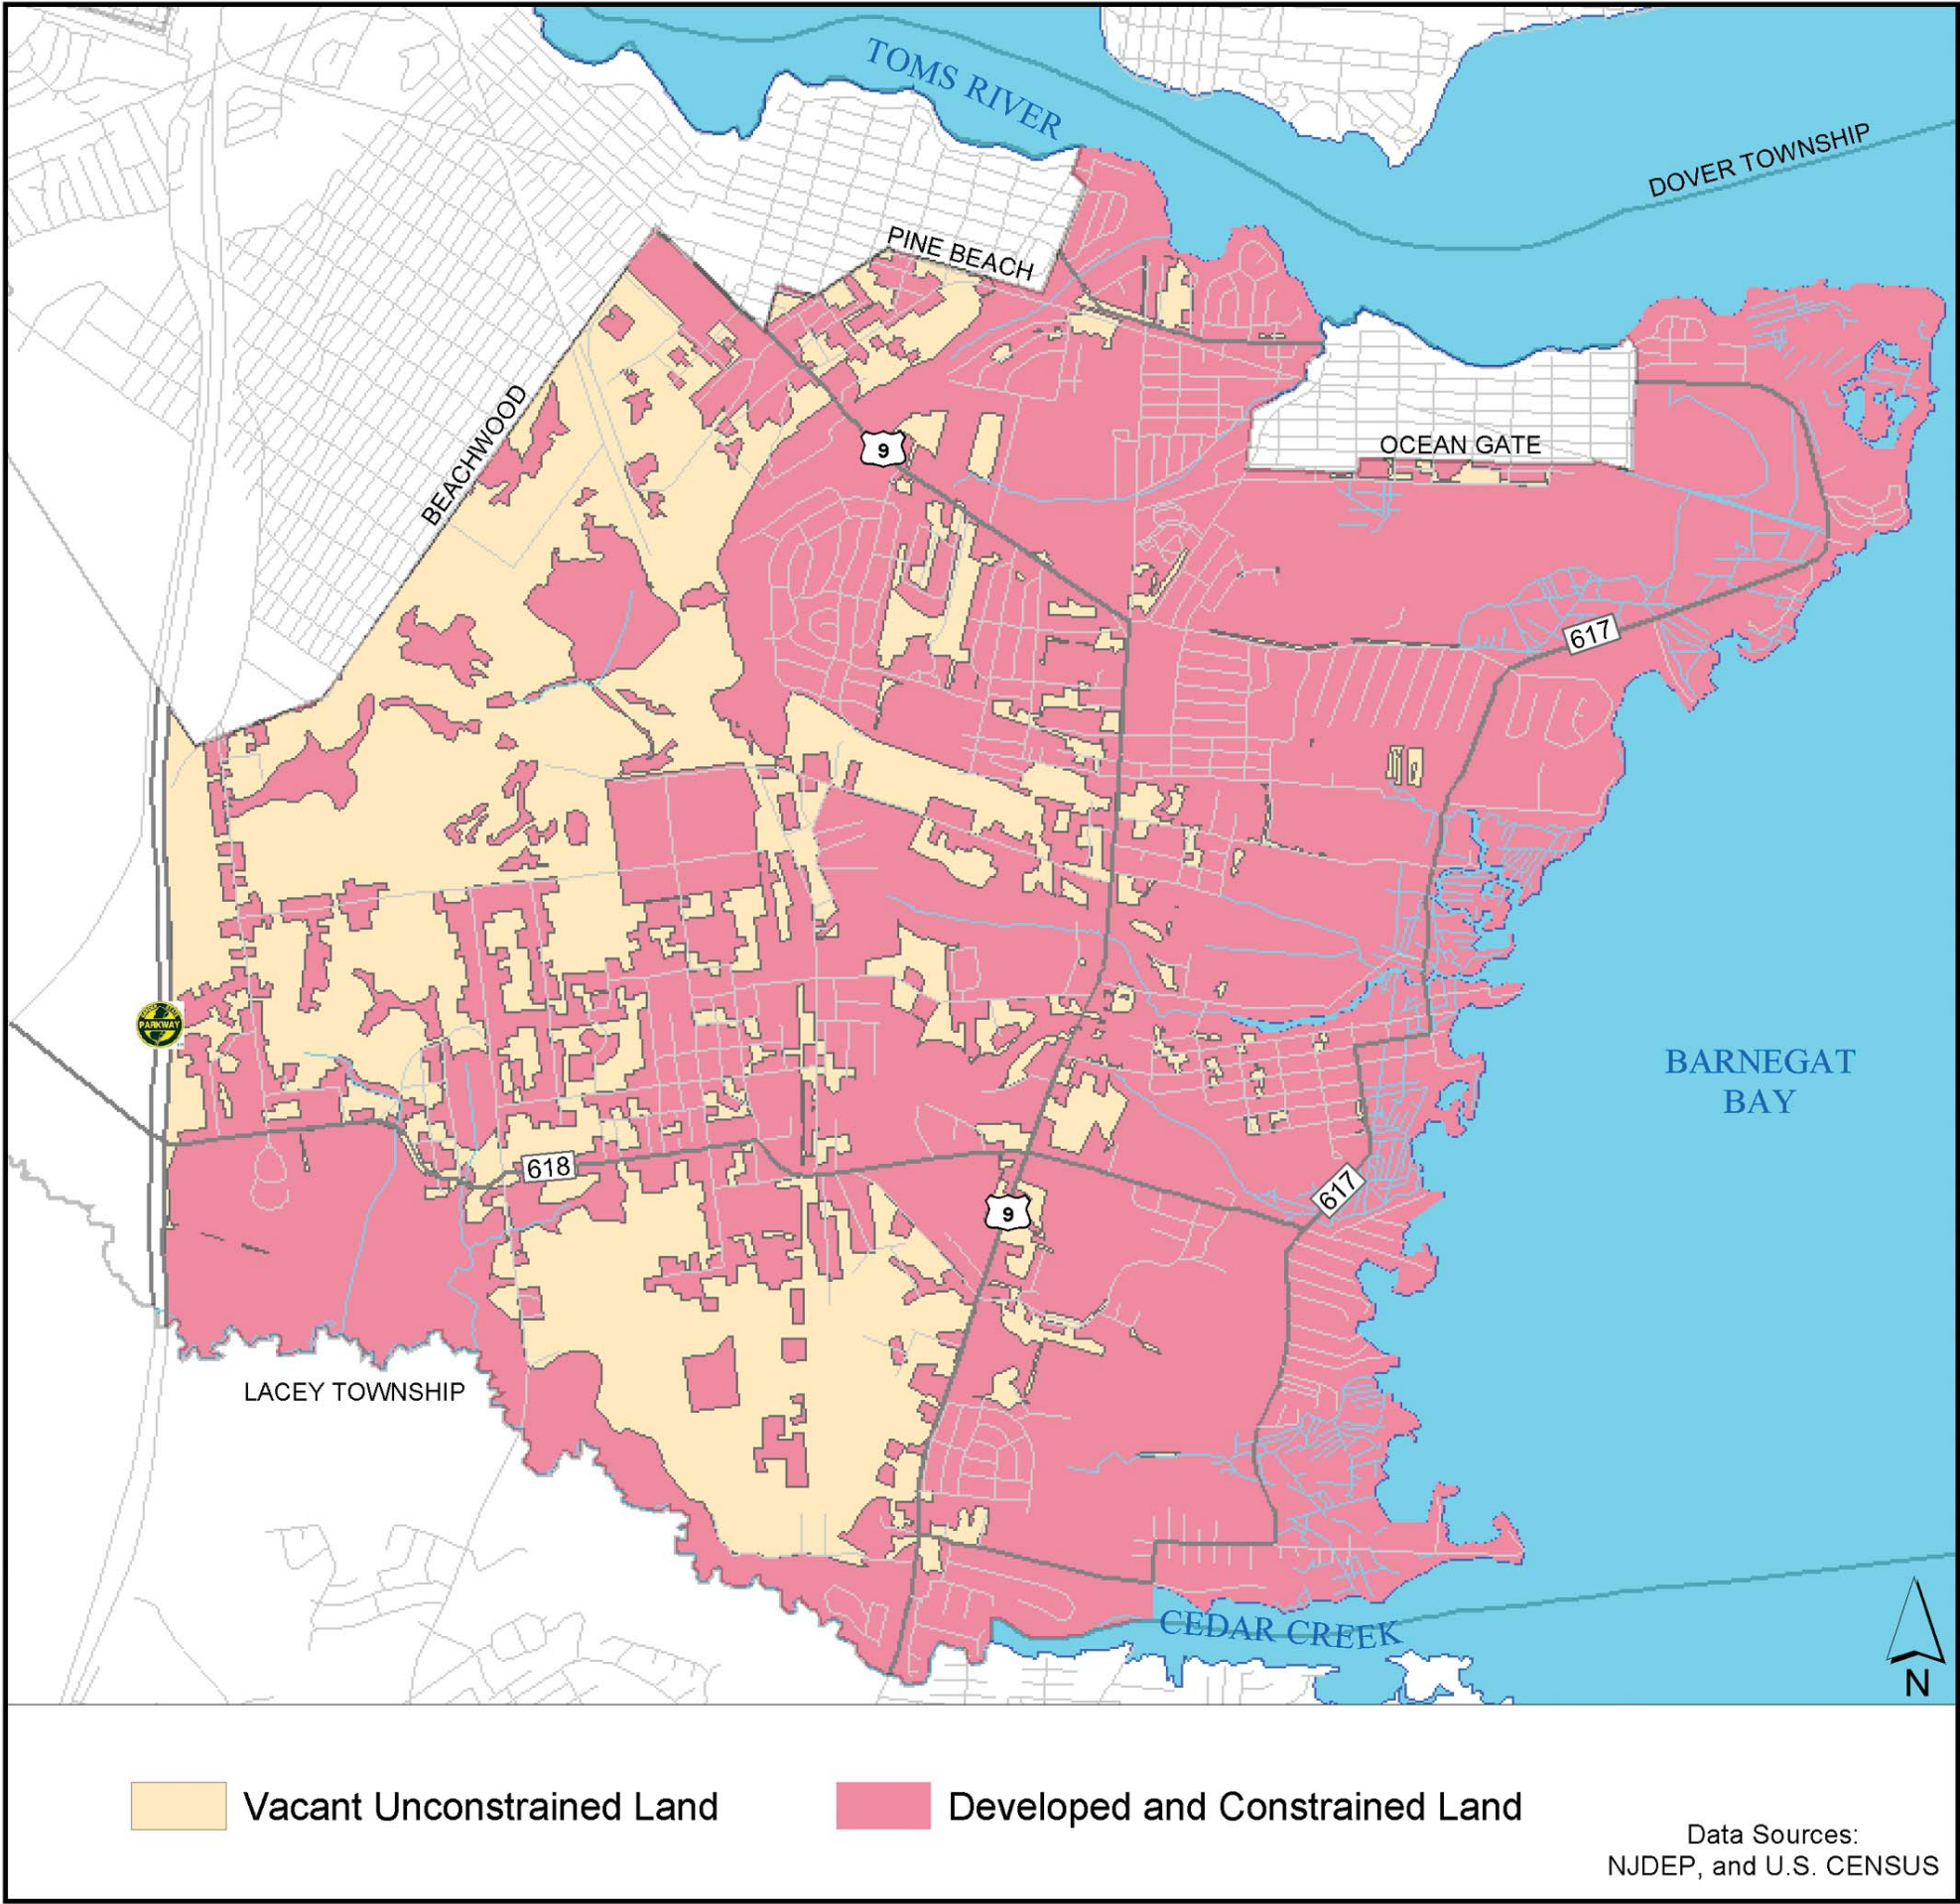 TOMS RIVER
DOVER TOWNSHIP
PINE BEACH
BEACHWOOD
9
OCEAN GATE
617
PARKWAY
BARNEGAT
BAY
618
617
9
LACEY TOWNSHIP
CEDAR CREEK
N
Vacant Unconstrained Land
Developed and Constrained Land
Data Sources:
NJDEP, and U.S. CENSUS